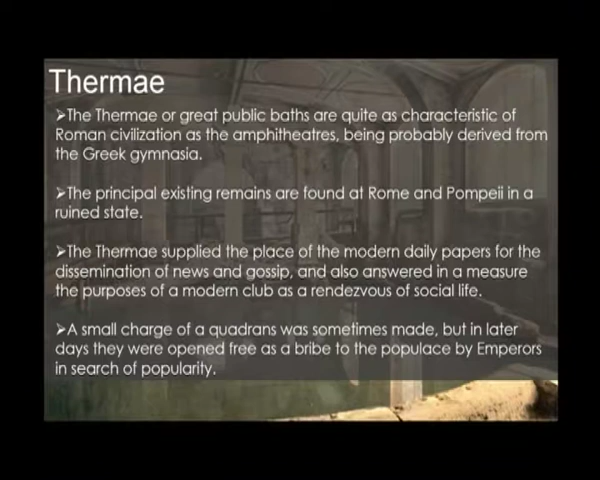 Thermae
➢The Thermae or great public baths are quite as characteristic of
Roman civilization as the amphitheatres, being probably derived from
the Greek gymnasia.
➢The principal existing remains are found at Rome and Pompeii in a
ruined state.
➢The Thermae supplied the place of the modern daily papers for the
dissemination of news and gossip, and also answered in a measure
the purposes of a modern club as a rendezvous of social life.
➢A small charge of a quadrans was sometimes made, but in later
days they were opened free as a bribe to the populace by Emperors
in search of popularity.